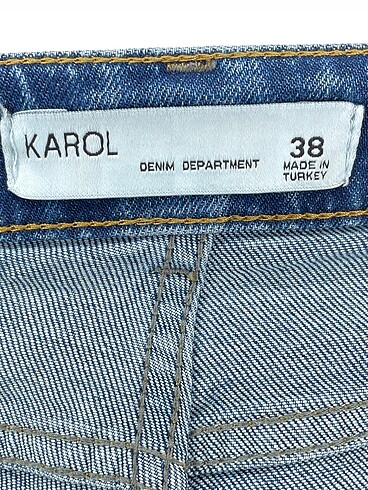 KAROL
DENIM DEPARTMENT
38
MADE IN
TURKEY